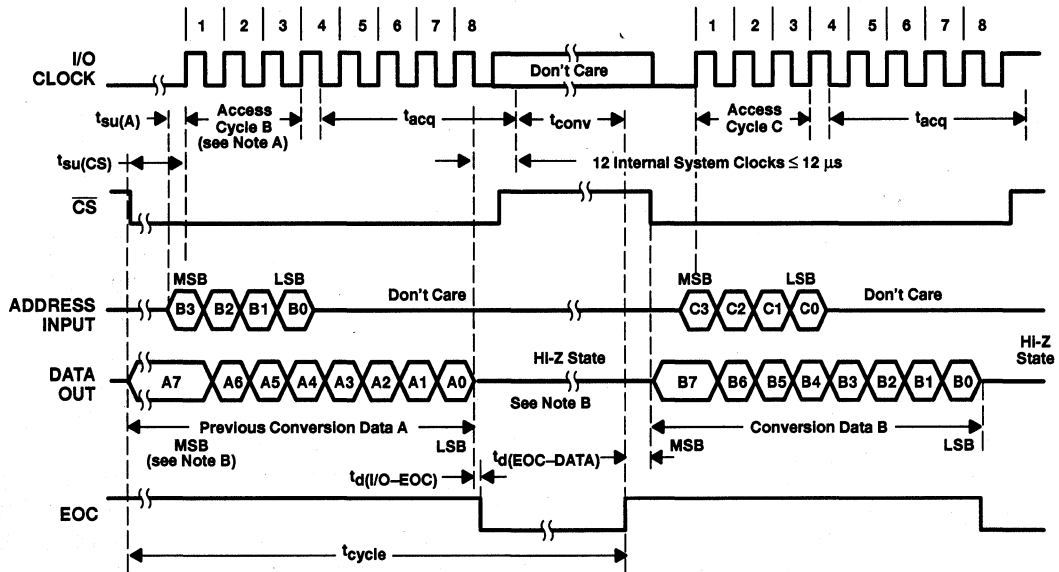 1 2 3 4 5 6 7 8 1 2 3 4 5 6 7 8
I/O
CLOCK
Don't Care
tsu(A)
Access
Cycle B
(see Note A)
tacq
tconv
Access
Cycle C
tacq
tsu(CS)
12 Internal System Clocks ≤ 12 μs
CS
MSB LSB MSB LSB
ADDRESS
INPUT
B3 B2 B1 B0 Don't Care C3 C2 C1 C0 Don't Care
DATA
OUT
A7 A6 A5 A4 A3 A2 A1 A0
Hi-Z State
See Note B
B7 B6 B5 B4 B3 B2 B1 B0
Hi-Z
State
Previous Conversion Data A
MSB
(see Note B)
LSB
Conversion Data B
MSB LSB
td(EOC–DATA)
td(I/O–EOC)
EOC
tcycle